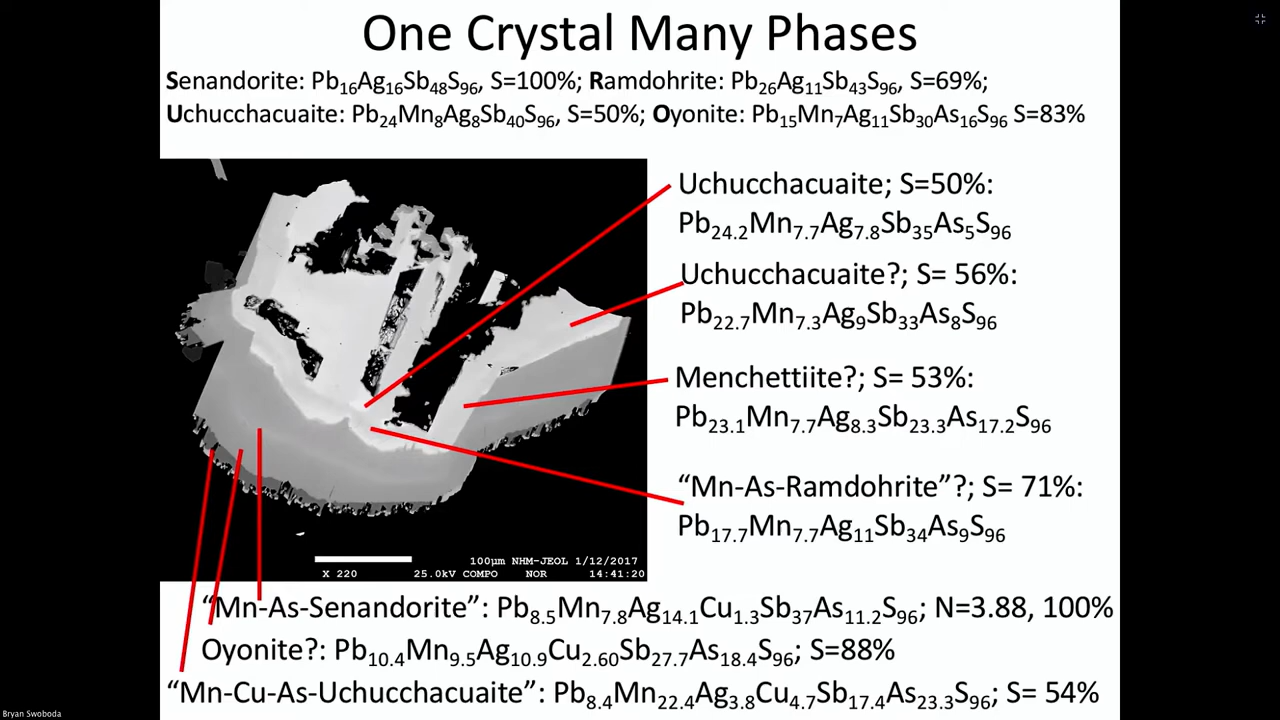 One Crystal Many Phases
Senandorite: Pb₁₆Ag₁₆Sb₄₈S₉₆, S=100%; Ramdohrite: Pb₂₆Ag₁₁Sb₄₃S₉₆, S=69%;
Uchucchacuaite: Pb₂₄Mn₈Ag₈Sb₄₀S₉₆, S=50%; Oyonite: Pb₁₅Mn₇Ag₁₁Sb₃₀As₁₆S₉₆ S=83%
Uchucchacuaite; S=50%:
Pb₂₄.₂Mn₇.₇Ag₇.₈Sb₃₅As₅S₉₆
Uchucchacuaite?; S= 56%:
Pb₂₂.₇Mn₇.₃Ag₉Sb₃₃As₈S₉₆
Menchettiite?; S= 53%:
Pb₂₃.₁Mn₇.₇Ag₈.₃Sb₂₃.₃As₁₇.₂S₉₆
“Mn-As-Ramdohrite”?; S= 71%:
Pb₁₇.₇Mn₇.₇Ag₁₁Sb₃₄As₉S₉₆
100µm NHM-JEOL 1/12/2017
X 220 25.0kV COMPO NOR 14:41:20
“Mn-As-Senandorite”: Pb₈.₅Mn₇.₈Ag₁₄.₁Cu₁.₃Sb₃₇As₁₁.₂S₉₆; N=3.88, 100%
Oyonite?: Pb₁₀.₄Mn₉.₅Ag₁₀.₉Cu₂.₆₀Sb₂₇.₇As₁₈.₄S₉₆; S=88%
“Mn-Cu-As-Uchucchacuaite”: Pb₈.₄Mn₂₂.₄Ag₃.₈Cu₄.₇Sb₁₇.₄As₂₃.₃S₉₆; S= 54%
Bryan Swoboda